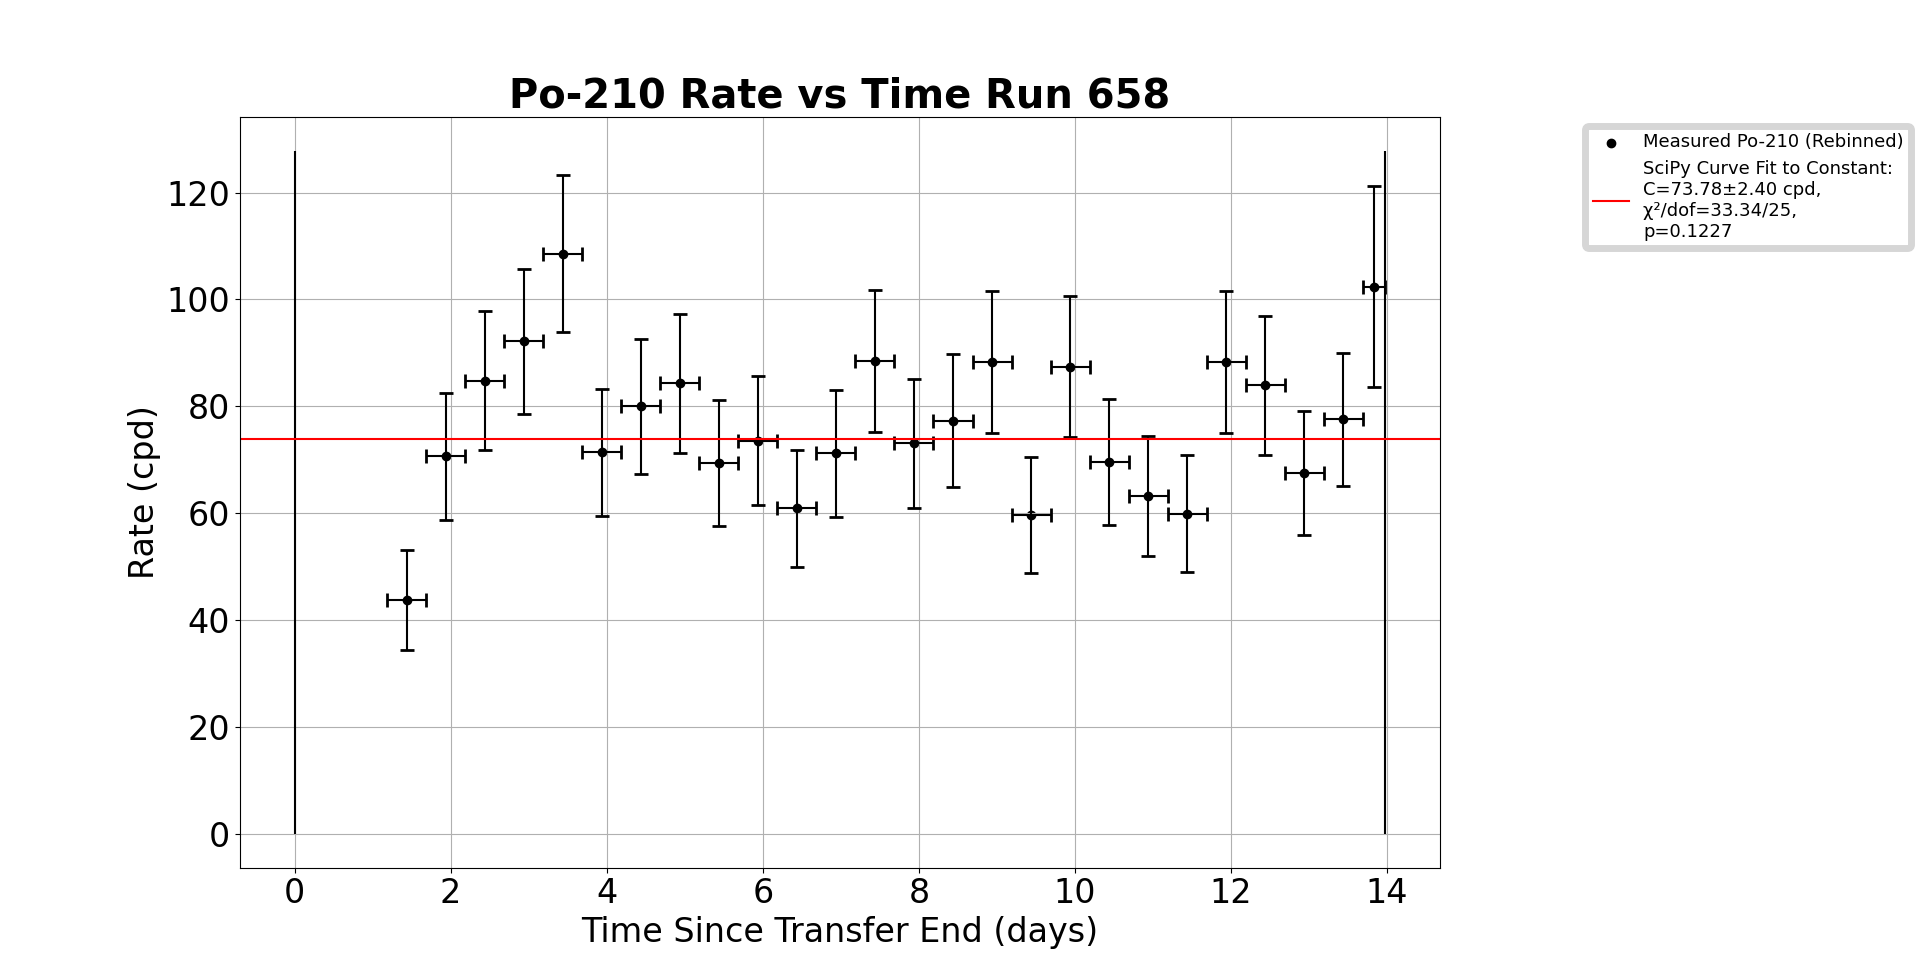 Po-210 Rate vs Time Run 658
Measured Po-210 (Rebinned)
SciPy Curve Fit to Constant:
C=73.78±2.40 cpd,
χ²/dof=33.34/25,
p=0.1227
Rate (cpd)
120
100
80
60
40
20
0
0 2 4 6 8 10 12 14
Time Since Transfer End (days)